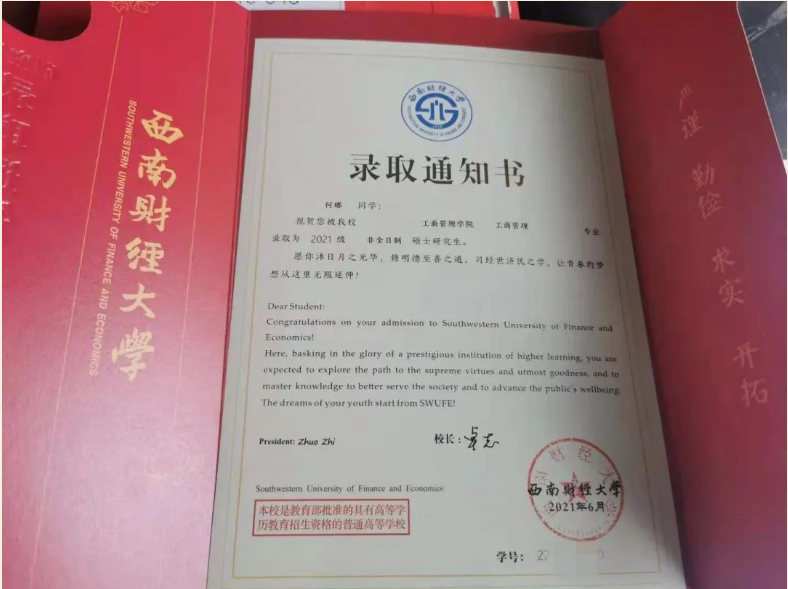 西南财经大学
SOUTHWESTERN UNIVERSITY OF FINANCE AND ECONOMICS
西南财经大学
录取通知书
何娜 同学:
祝贺您被我校 工商管理学院 工商管理 专业
录取为 2021 级 非全日制 硕士研究生。
愿你沐日月之光华,修明德至善之道,习经世济民之学,让青春的梦
想从这里无限延伸!
Dear Student:
Congratulations on your admission to Southwestern University of Finance and
Economics!
Here, basking in the glory of a prestigious institution of higher learning, you are
expected to explore the path to the supreme virtues and utmost goodness, and to
master knowledge to better serve the society and to advance the public's wellbeing.
The dreams of your youth start from SWUFE!
President: Zhuo Zhi 校长:卓志
Southwestern University of Finance and Economics
西南财经大学
2021年6月
本校是教育部批准的具有高等学
历教育招生资格的普通高等学校
学号: 22 0
严谨 勤俭 求实 开拓